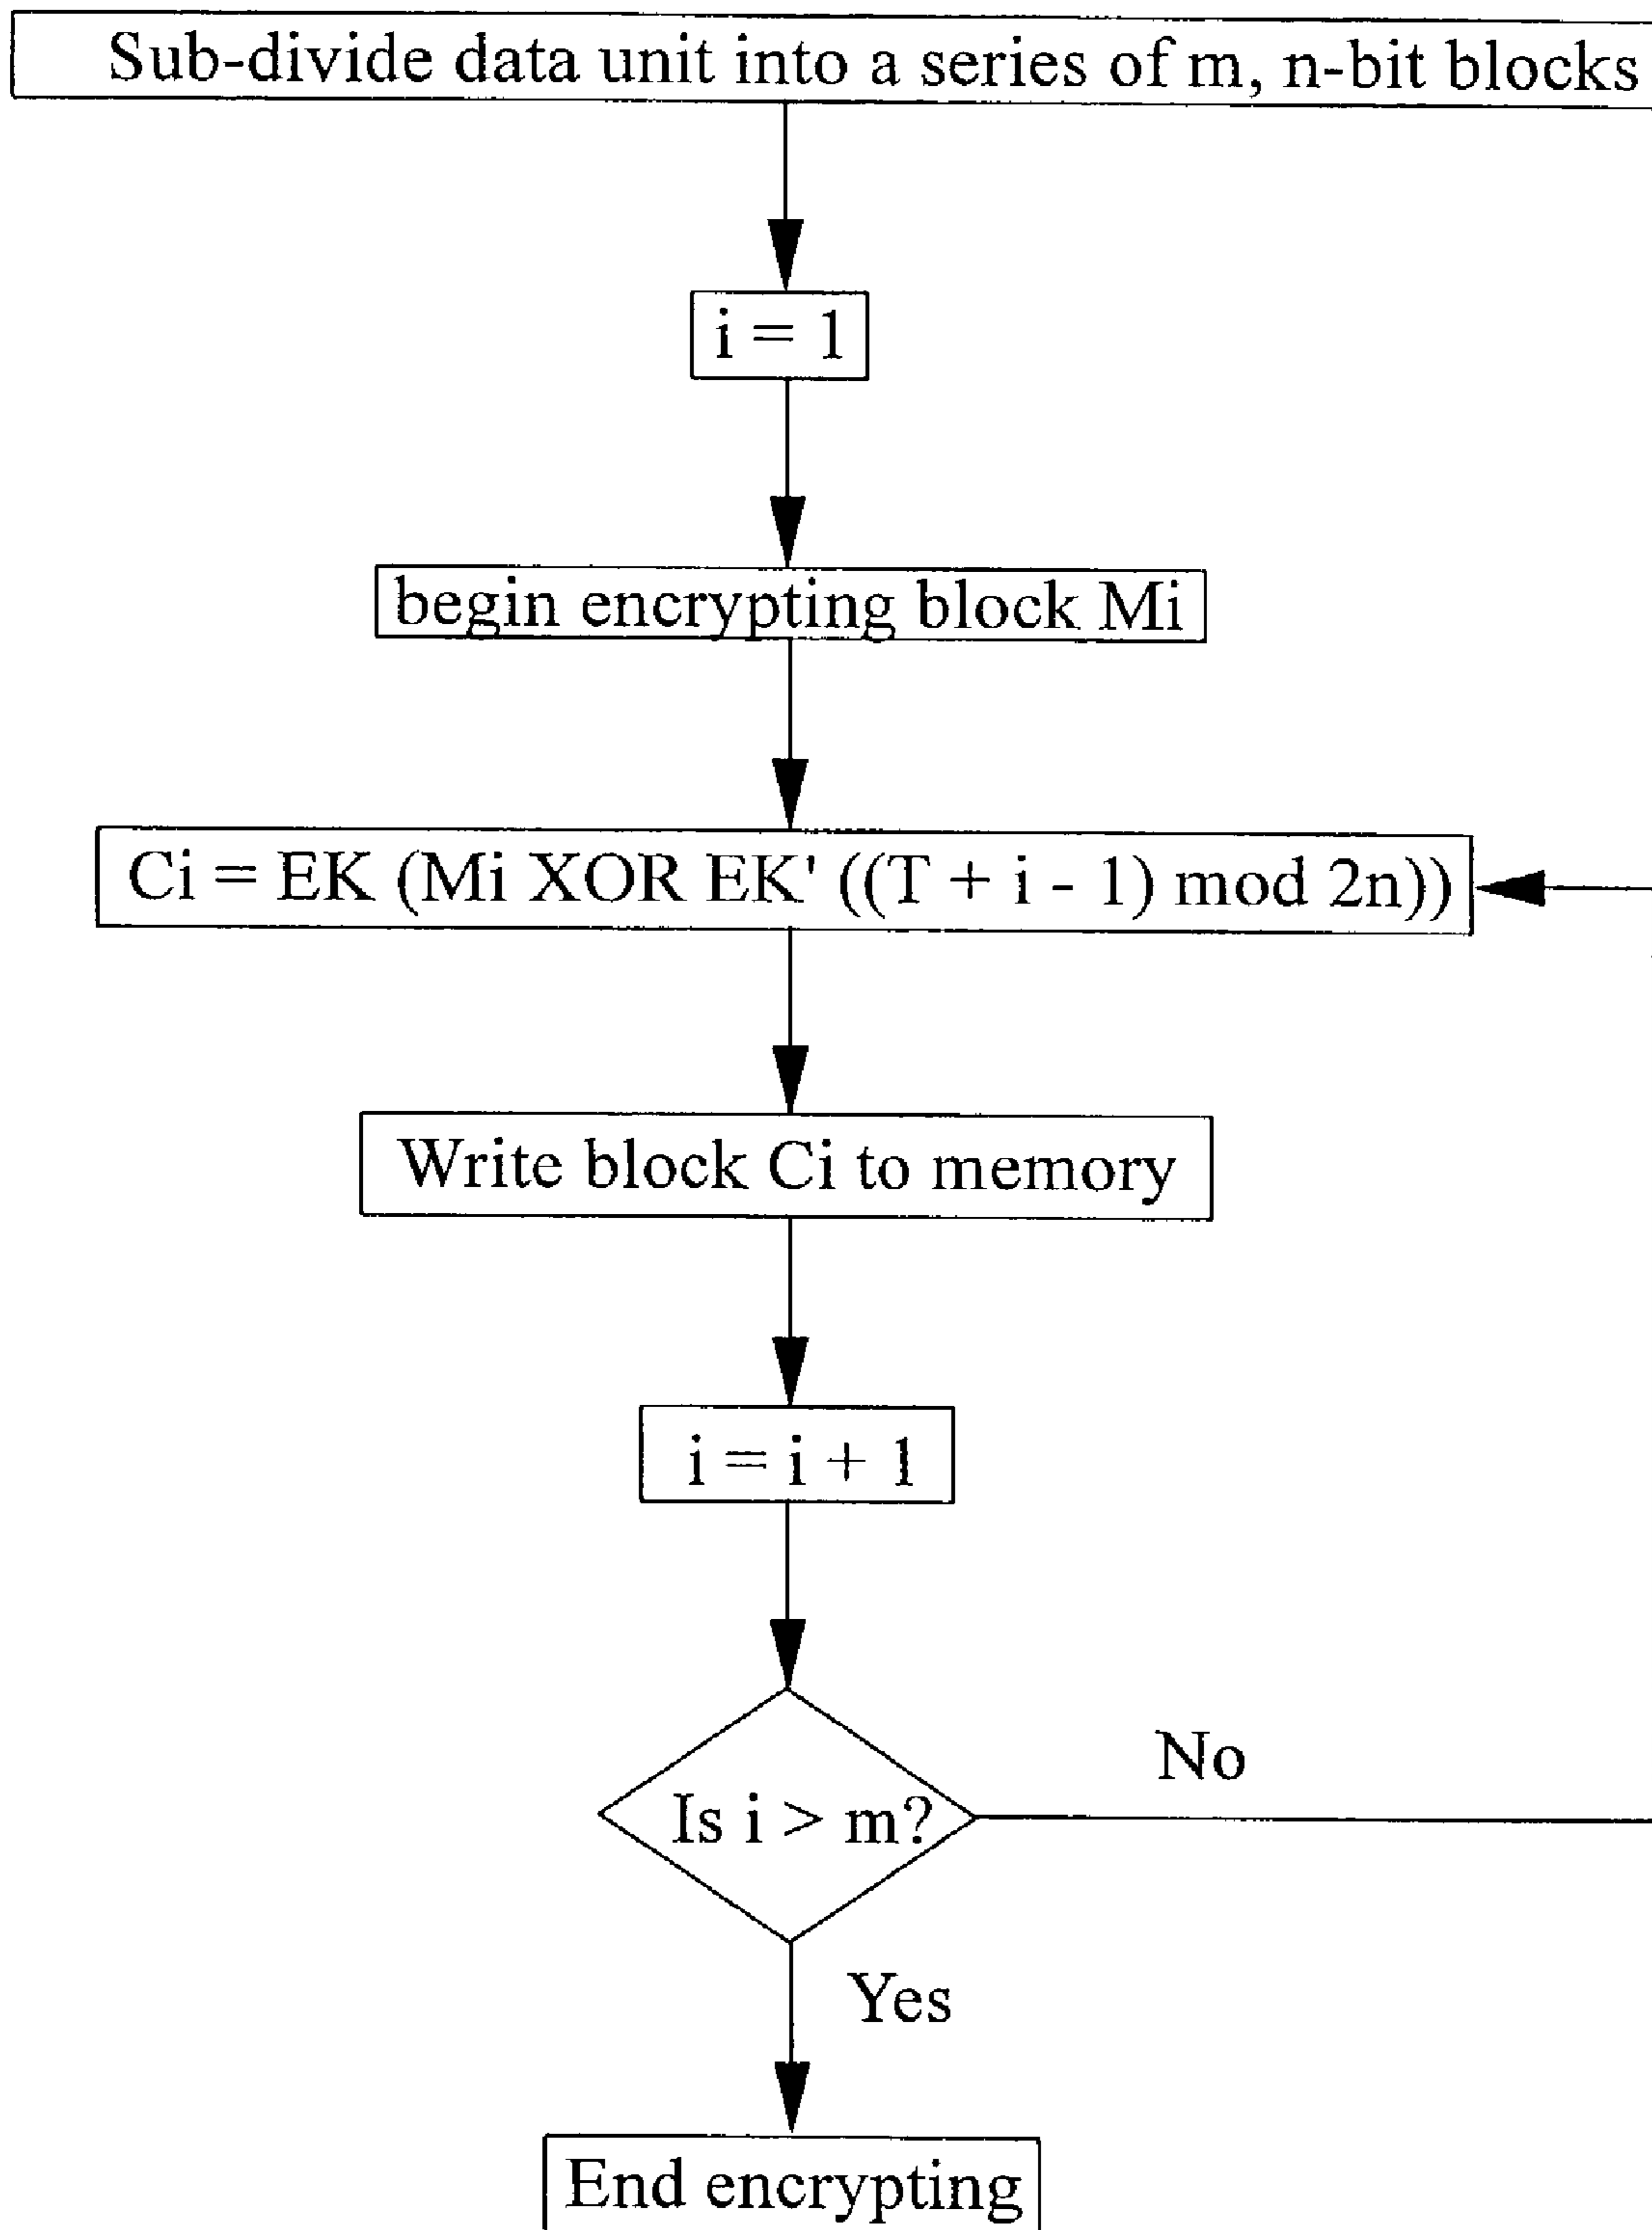 Sub-divide data unit into a series of m, n-bit blocks
i = 1
begin encrypting block Mi
Ci = EK (Mi XOR EK' ((T + i - 1) mod 2n))
Write block Ci to memory
i = i + 1
Is i > m?
No
Yes
End encrypting